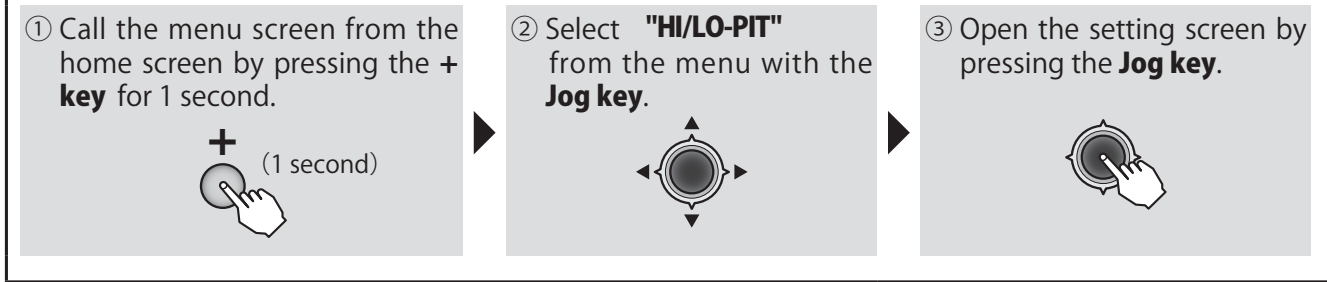 ① Call the menu screen from the
home screen by pressing the +
key for 1 second.
+
(1 second)
② Select "HI/LO-PIT"
from the menu with the
Jog key.
③ Open the setting screen by
pressing the Jog key.